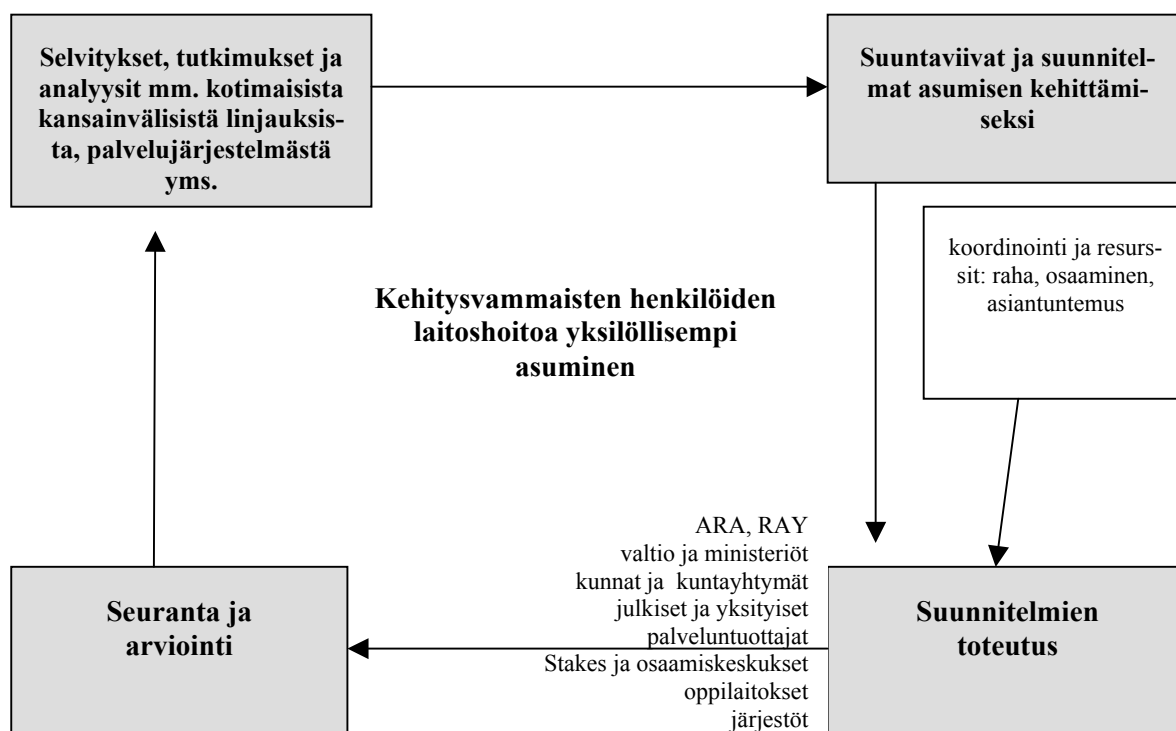 Selvitykset, tutkimukset ja
analyysit mm. kotimaisista
kansainvälisistä linjauksis-
ta, palvelujärjestelmästä
yms.
Suuntaviivat ja suunnitel-
mat asumisen kehittämi-
seksi
koordinointi ja resurs-
sit: raha, osaaminen,
asiantuntemus
Kehitysvammaisten henkilöiden
laitoshoitoa yksilöllisempi
asuminen
ARA, RAY
valtio ja ministeriöt
kunnat ja kuntayhtymät
julkiset ja yksityiset
palveluntuottajat
Stakes ja osaamiskeskukset
oppilaitokset
järjestöt
Suunnitelmien
toteutus
Seuranta ja
arviointi